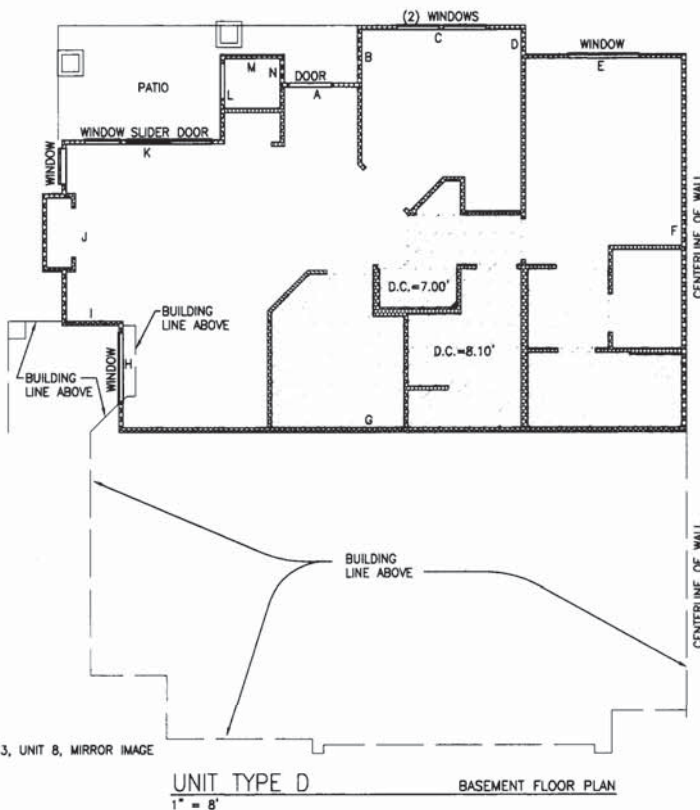 (2) WINDOWS
C
B
D
WINDOW
E
M
N
DOOR
A
L
PATIO
WINDOW SLIDER DOOR
K
WINDOW
J
F
CENTERLINE OF WALL
D.C.=7.00'
D.C.=8.10'
I
BUILDING
LINE ABOVE
H
WINDOW
BUILDING
LINE ABOVE
G
BUILDING
LINE ABOVE
CENTERLINE OF WALL
3, UNIT 8, MIRROR IMAGE
UNIT TYPE D
BASEMENT FLOOR PLAN
1" = 8'